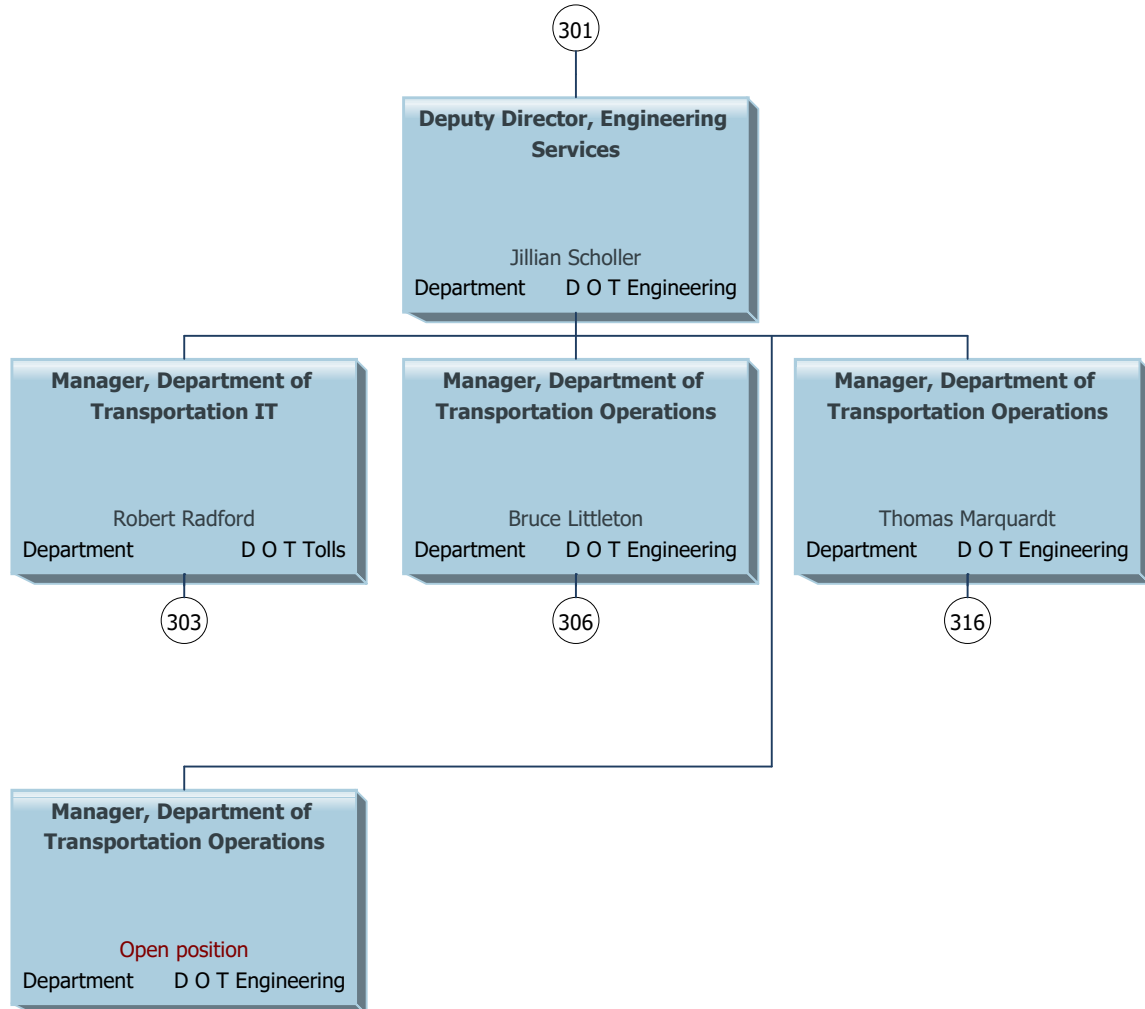 301
Deputy Director, Engineering
Services
Jillian Scholler
Department D O T Engineering
Manager, Department of
Transportation IT
Robert Radford
Department D O T Tolls
303
Manager, Department of
Transportation Operations
Bruce Littleton
Department D O T Engineering
306
Manager, Department of
Transportation Operations
Thomas Marquardt
Department D O T Engineering
316
Manager, Department of
Transportation Operations
Open position
Department D O T Engineering